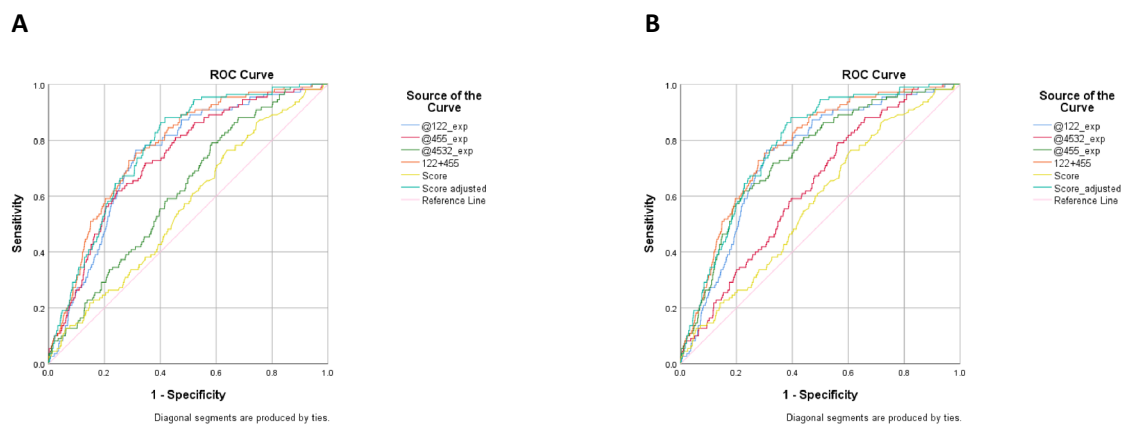 A
ROC Curve
1.0
0.8
0.6
0.4
0.2
0.0
Sensitivity
0.0 0.2 0.4 0.6 0.8 1.0
1 - Specificity
Source of the
Curve
@122_exp
@455_exp
@4532_exp
122+455
Score
Score adjusted
Reference Line
Diagonal segments are produced by ties.
B
ROC Curve
1.0
0.8
0.6
0.4
0.2
0.0
Sensitivity
0.0 0.2 0.4 0.6 0.8 1.0
1 - Specificity
Source of the
Curve
@122_exp
@4532_exp
@455_exp
122+455
Score
Score_adjusted
Reference Line
Diagonal segments are produced by ties.